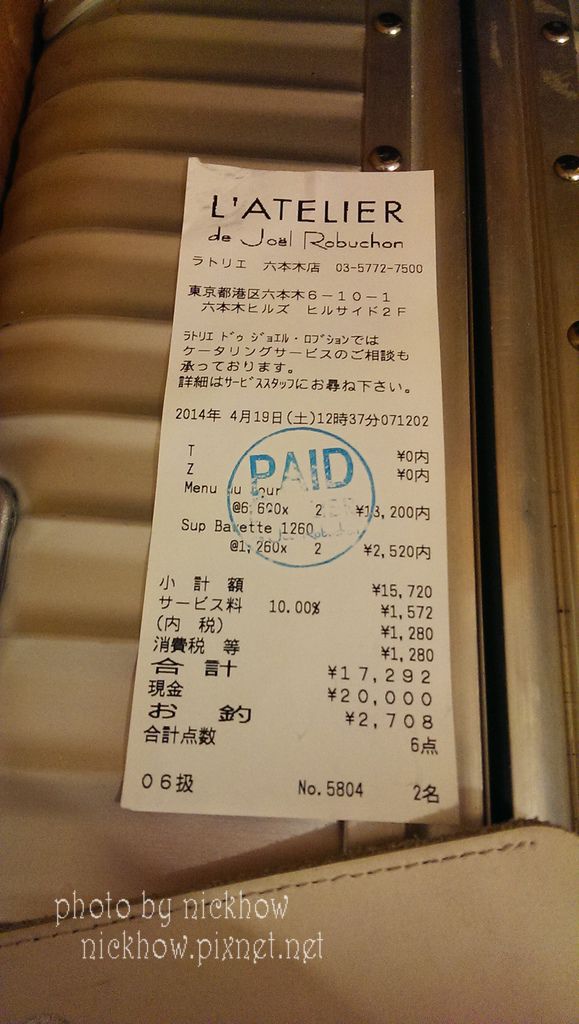 L'ATELIER
de Joël Robuchon
ラトリエ 六本木店 03-5772-7500
東京都港区六本木6-10-1
六本木ヒルズ ヒルサイド2F
ﾗﾄﾘｴ ﾄﾞｩ ｼﾞｮｴﾙ・ﾛﾌﾞｼｮﾝでは
ケータリングサービスのご相談も
承っております。
詳細はｻｰﾋﾞｽｽﾀｯﾌにお尋ね下さい。
2014年 4月19日(土)12時37分071202
T ¥0内
Z ¥0内
Menu du jour
PAID
@6,600x 2 ¥13,200内
Sup Bavette 1260
@1,260x 2 ¥2,520内
小計額 ¥15,720
サービス料 10.00% ¥1,572
(内 税) ¥1,280
消費税 等 ¥1,280
合計 ¥17,292
現金 ¥20,000
お釣 ¥2,708
合計点数 6点
06扱 No.5804 2名
photo by nickhow
nickhow.pixnet.net